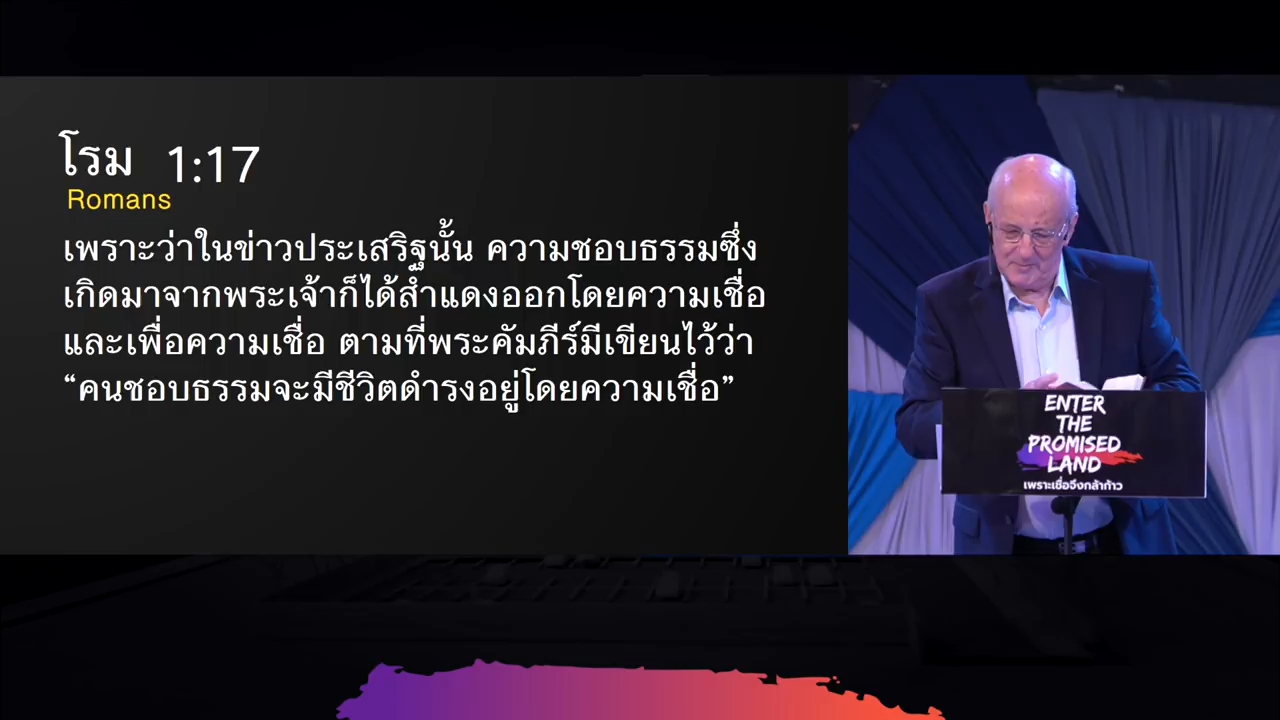 โรม 1:17
Romans
เพราะว่าในข่าวประเสริฐนั้น ความชอบธรรมซึ่ง
เกิดมาจากพระเจ้าก็ได้สำแดงออกโดยความเชื่อ
และเพื่อความเชื่อ ตามที่พระคัมภีร์มีเขียนไว้ว่า
“คนชอบธรรมจะมีชีวิตดำรงอยู่โดยความเชื่อ”
ENTER
THE
PROMISED
LAND
เพราะเชื่อจึงกล้าก้าว